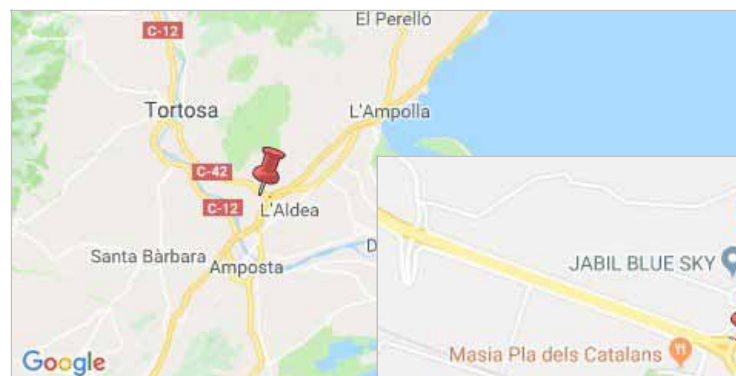 El Perelló
C-12
Tortosa
L'Ampolla
C-42
C-12
L'Aldea
Santa Bàrbara
Amposta
D
JABIL BLUE SKY
Masia Pla dels Catalans
Google